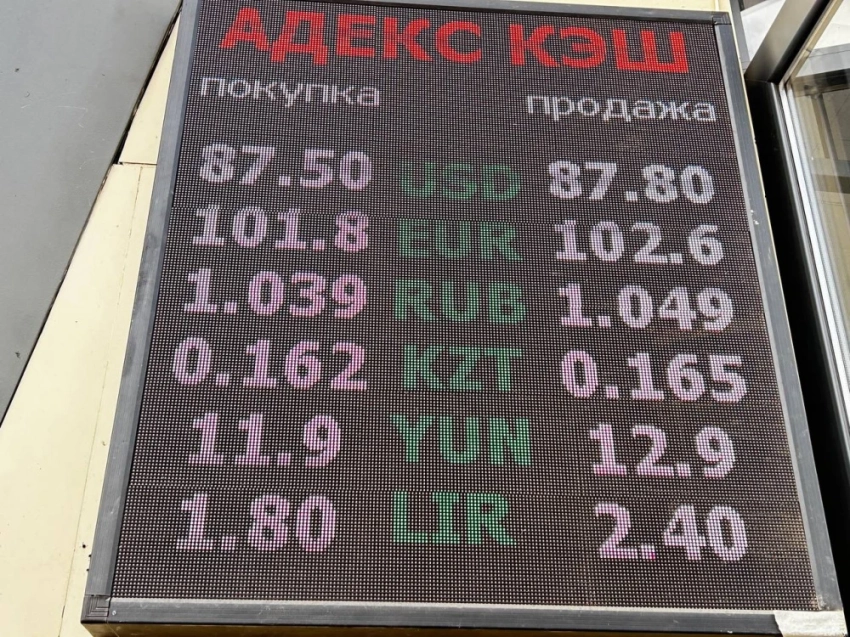 АДЕКС КЭШ
покупка продажа
87.50 USD 87.80
101.8 EUR 102.6
1.039 RUB 1.049
0.162 KZT 0.165
11.9 YUN 12.9
1.80 LIR 2.40